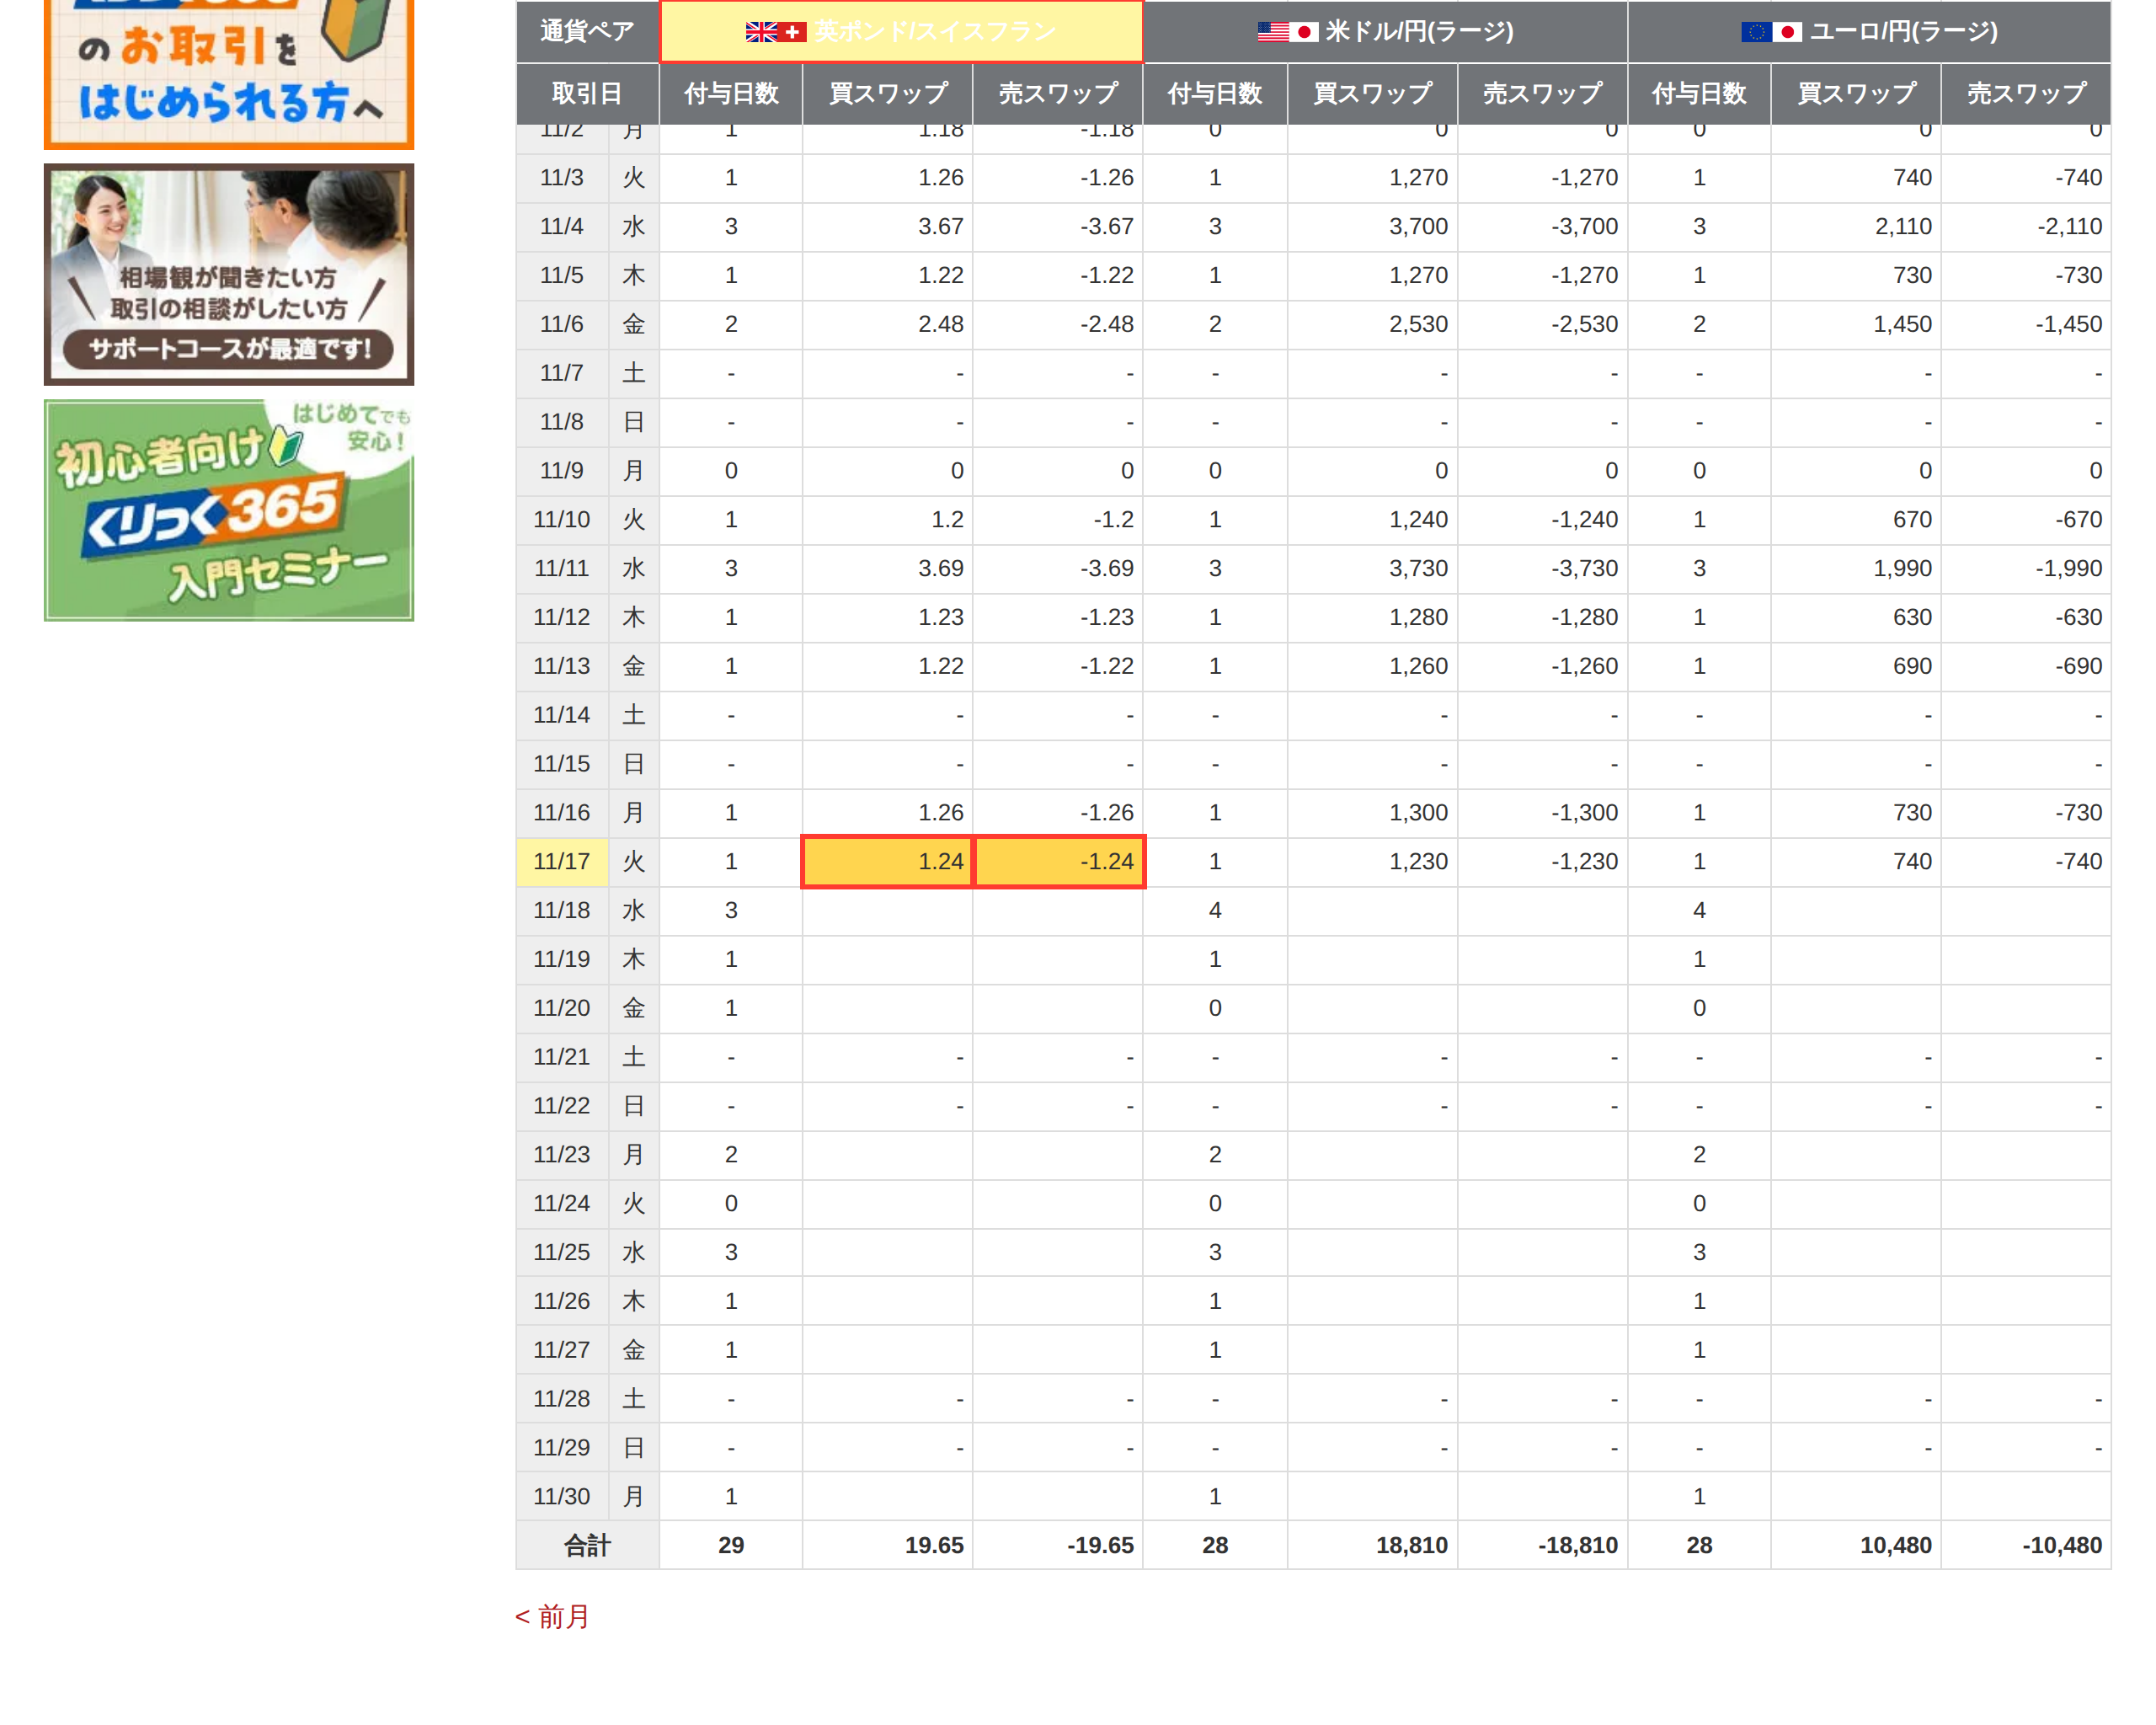 のお取引を
はじめられる方へ
相場観が聞きたい方
取引の相談がしたい方
サポートコースが最適です!
はじめてでも
安心!
初心者向け
くりっく365
入門セミナー
通貨ペア 英ポンド/スイスフラン 米ドル/円(ラージ) ユーロ/円(ラージ)
取引日 付与日数 買スワップ 売スワップ 付与日数 買スワップ 売スワップ 付与日数 買スワップ 売スワップ
11/2 月 1 1.18 -1.18 0 0 0 0 0 0
11/3 火 1 1.26 -1.26 1 1,270 -1,270 1 740 -740
11/4 水 3 3.67 -3.67 3 3,700 -3,700 3 2,110 -2,110
11/5 木 1 1.22 -1.22 1 1,270 -1,270 1 730 -730
11/6 金 2 2.48 -2.48 2 2,530 -2,530 2 1,450 -1,450
11/7 土 - - - - - - - - -
11/8 日 - - - - - - - - -
11/9 月 0 0 0 0 0 0 0 0 0
11/10 火 1 1.2 -1.2 1 1,240 -1,240 1 670 -670
11/11 水 3 3.69 -3.69 3 3,730 -3,730 3 1,990 -1,990
11/12 木 1 1.23 -1.23 1 1,280 -1,280 1 630 -630
11/13 金 1 1.22 -1.22 1 1,260 -1,260 1 690 -690
11/14 土 - - - - - - - - -
11/15 日 - - - - - - - - -
11/16 月 1 1.26 -1.26 1 1,300 -1,300 1 730 -730
11/17 火 1 1.24 -1.24 1 1,230 -1,230 1 740 -740
11/18 水 3 4 4
11/19 木 1 1 1
11/20 金 1 0 0
11/21 土 - - - - - - - - -
11/22 日 - - - - - - - - -
11/23 月 2 2 2
11/24 火 0 0 0
11/25 水 3 3 3
11/26 木 1 1 1
11/27 金 1 1 1
11/28 土 - - - - - - - - -
11/29 日 - - - - - - - - -
11/30 月 1 1 1
合計 29 19.65 -19.65 28 18,810 -18,810 28 10,480 -10,480
< 前月